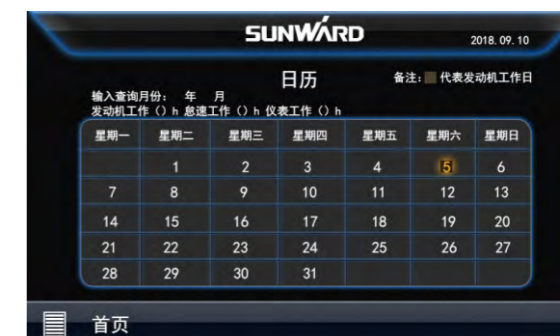 SUNWARD
2018.09.10
日历
备注: 代表发动机工作日
输入查询月份: 年 月
发动机工作 () h 怠速工作 () h 仪表工作 () h
星期一 星期二 星期三 星期四 星期五 星期六 星期日
1 2 3 4 5 6
7 8 9 10 11 12 13
14 15 16 17 18 19 20
21 22 23 24 25 26 27
28 29 30 31
首页